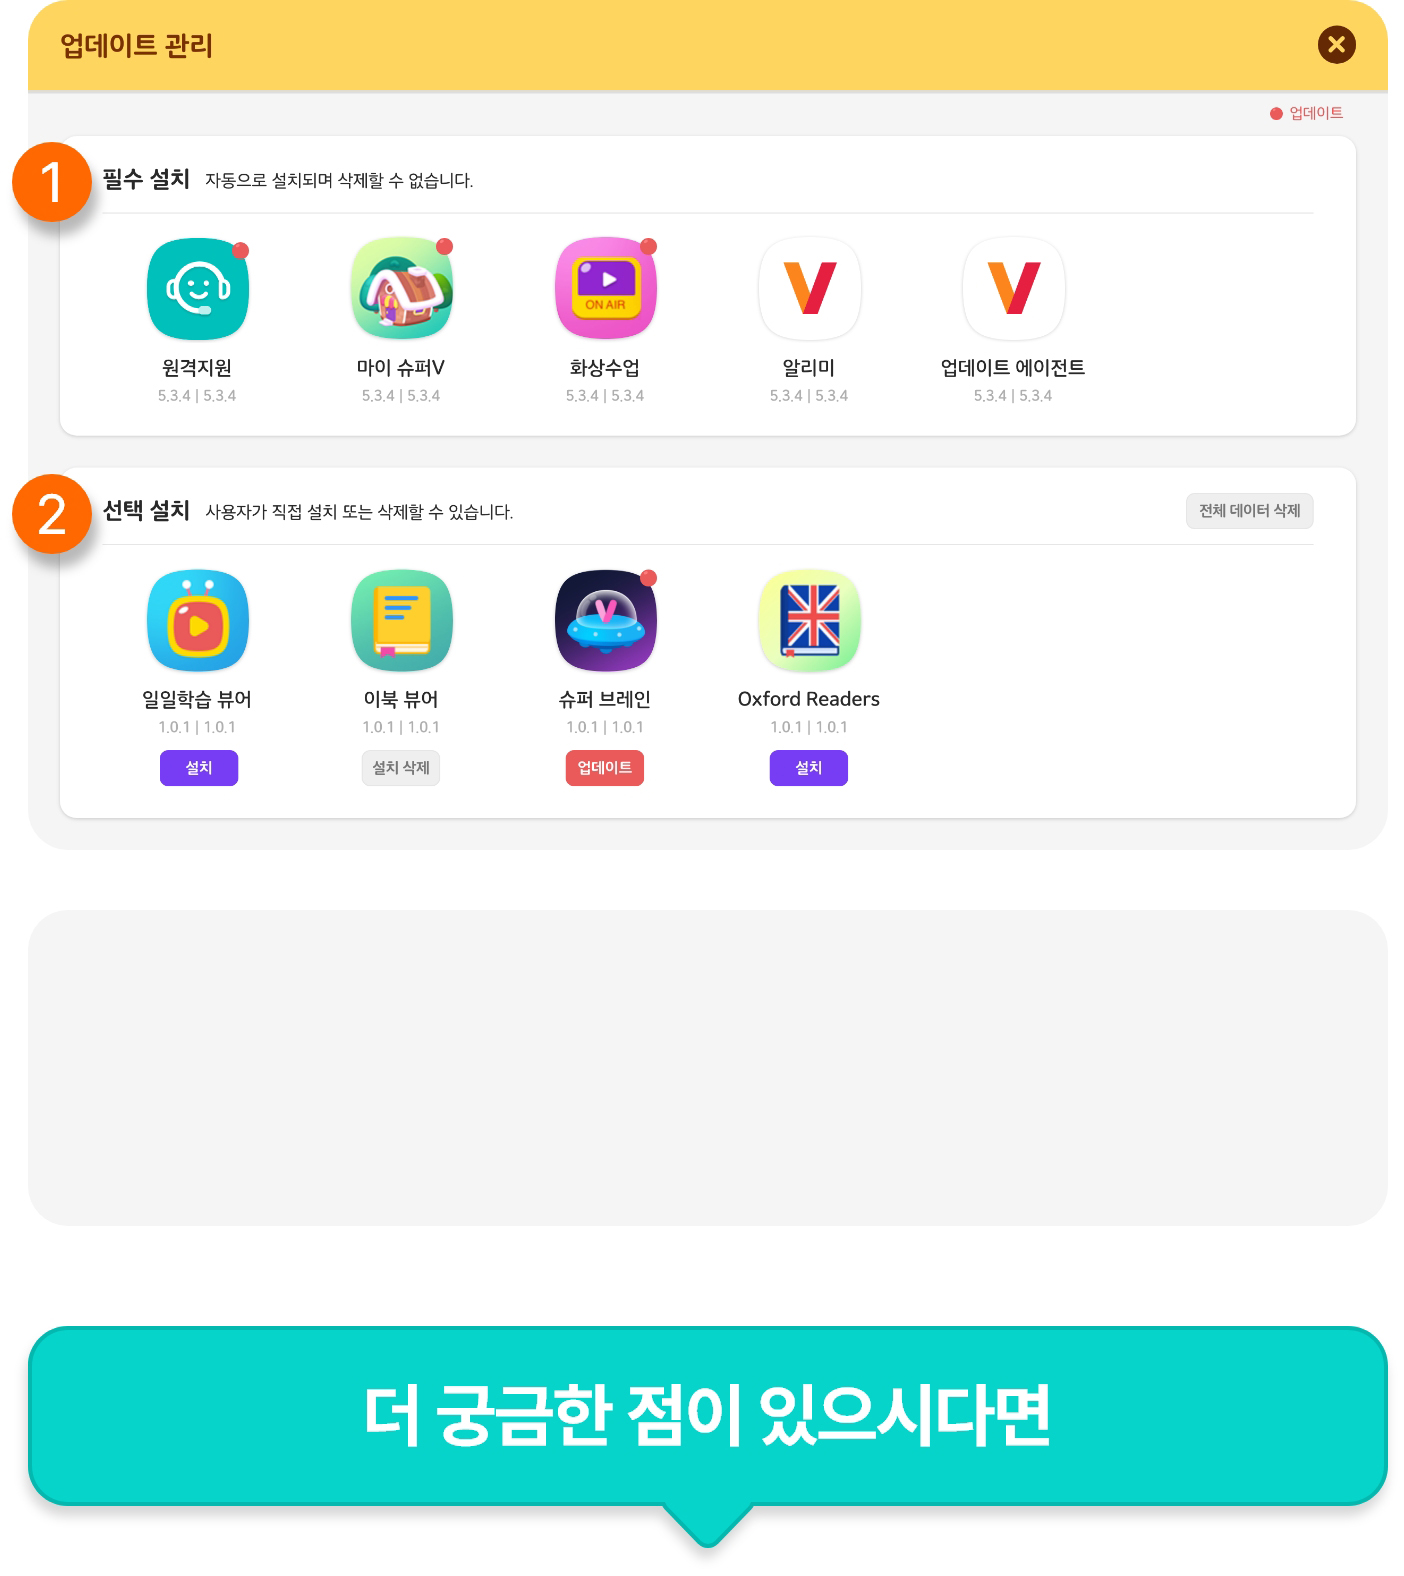 업데이트 관리
업데이트
1
필수 설치 자동으로 설치되며 삭제할 수 없습니다.
ON AIR
원격지원 마이 슈퍼V 화상수업 알리미 업데이트 에이전트
5.3.4 | 5.3.4 5.3.4 | 5.3.4 5.3.4 | 5.3.4 5.3.4 | 5.3.4 5.3.4 | 5.3.4
2
선택 설치 사용자가 직접 설치 또는 삭제할 수 있습니다. 전체 데이터 삭제
일일학습 뷰어 이북 뷰어 슈퍼 브레인 Oxford Readers
1.0.1 | 1.0.1 1.0.1 | 1.0.1 1.0.1 | 1.0.1 1.0.1 | 1.0.1
설치 설치 삭제 업데이트 설치
더 궁금한 점이 있으시다면